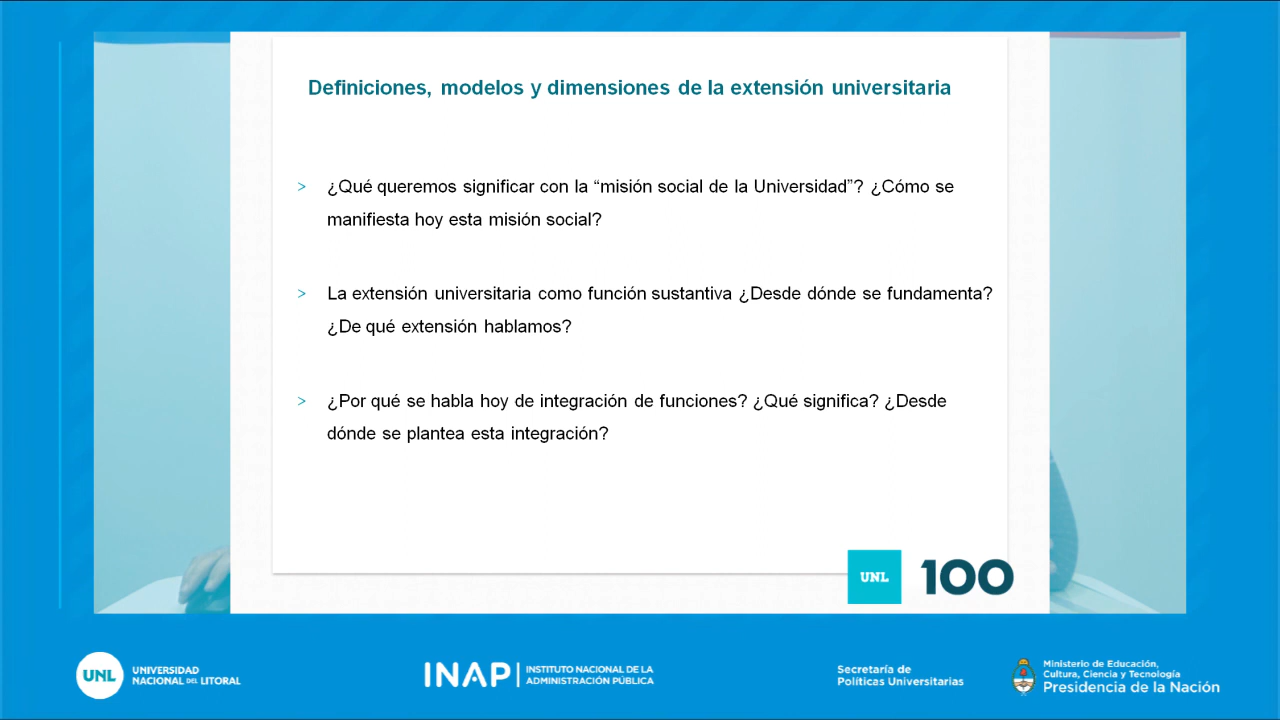 Definiciones, modelos y dimensiones de la extensión universitaria
> ¿Qué queremos significar con la “misión social de la Universidad”? ¿Cómo se
manifiesta hoy esta misión social?
> La extensión universitaria como función sustantiva ¿Desde dónde se fundamenta?
¿De qué extensión hablamos?
> ¿Por qué se habla hoy de integración de funciones? ¿Qué significa? ¿Desde
dónde se plantea esta integración?
UNL 100
UNL UNIVERSIDAD
NACIONAL DEL LITORAL
INAP INSTITUTO NACIONAL DE LA
ADMINISTRACIÓN PÚBLICA
Secretaría de
Políticas Universitarias
Ministerio de Educación,
Cultura, Ciencia y Tecnología
Presidencia de la Nación